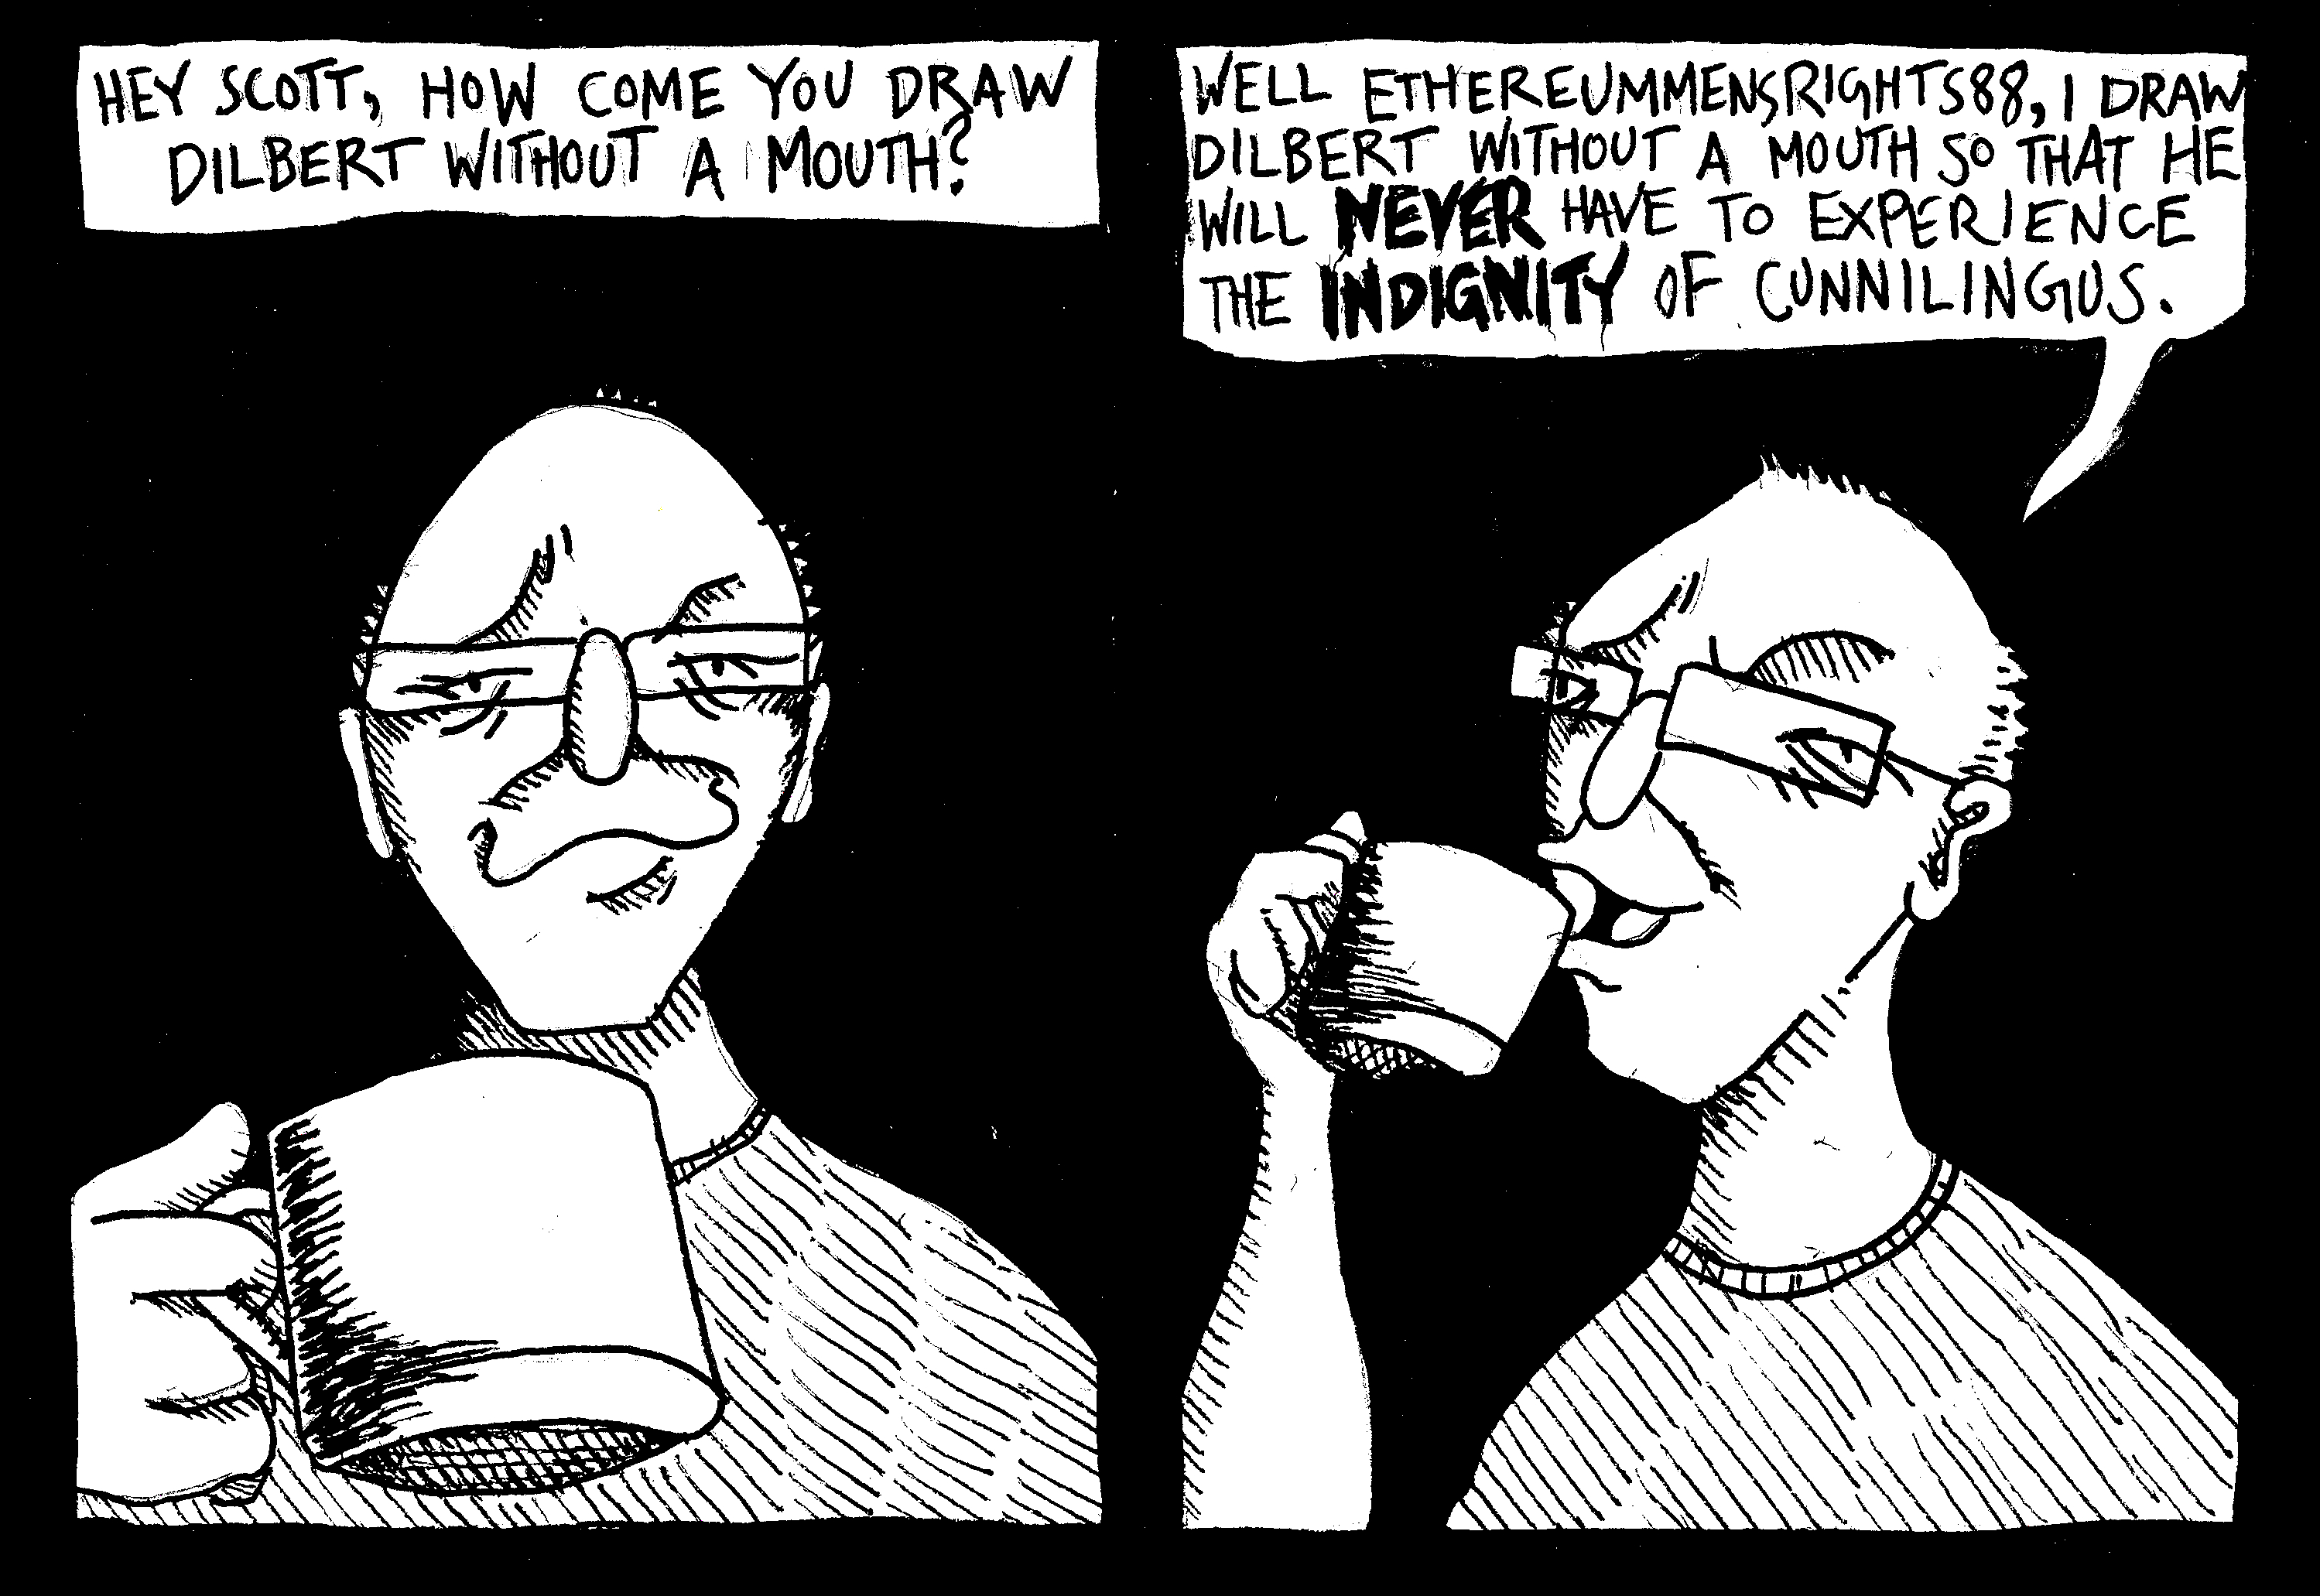 HEY SCOTT, HOW COME YOU DRAW
DILBERT WITHOUT A MOUTH?
WELL ETHEREUMMENSRIGHTS88, I DRAW
DILBERT WITHOUT A MOUTH SO THAT HE
WILL NEVER HAVE TO EXPERIENCE
THE INDIGNITY OF CUNNILINGUS.